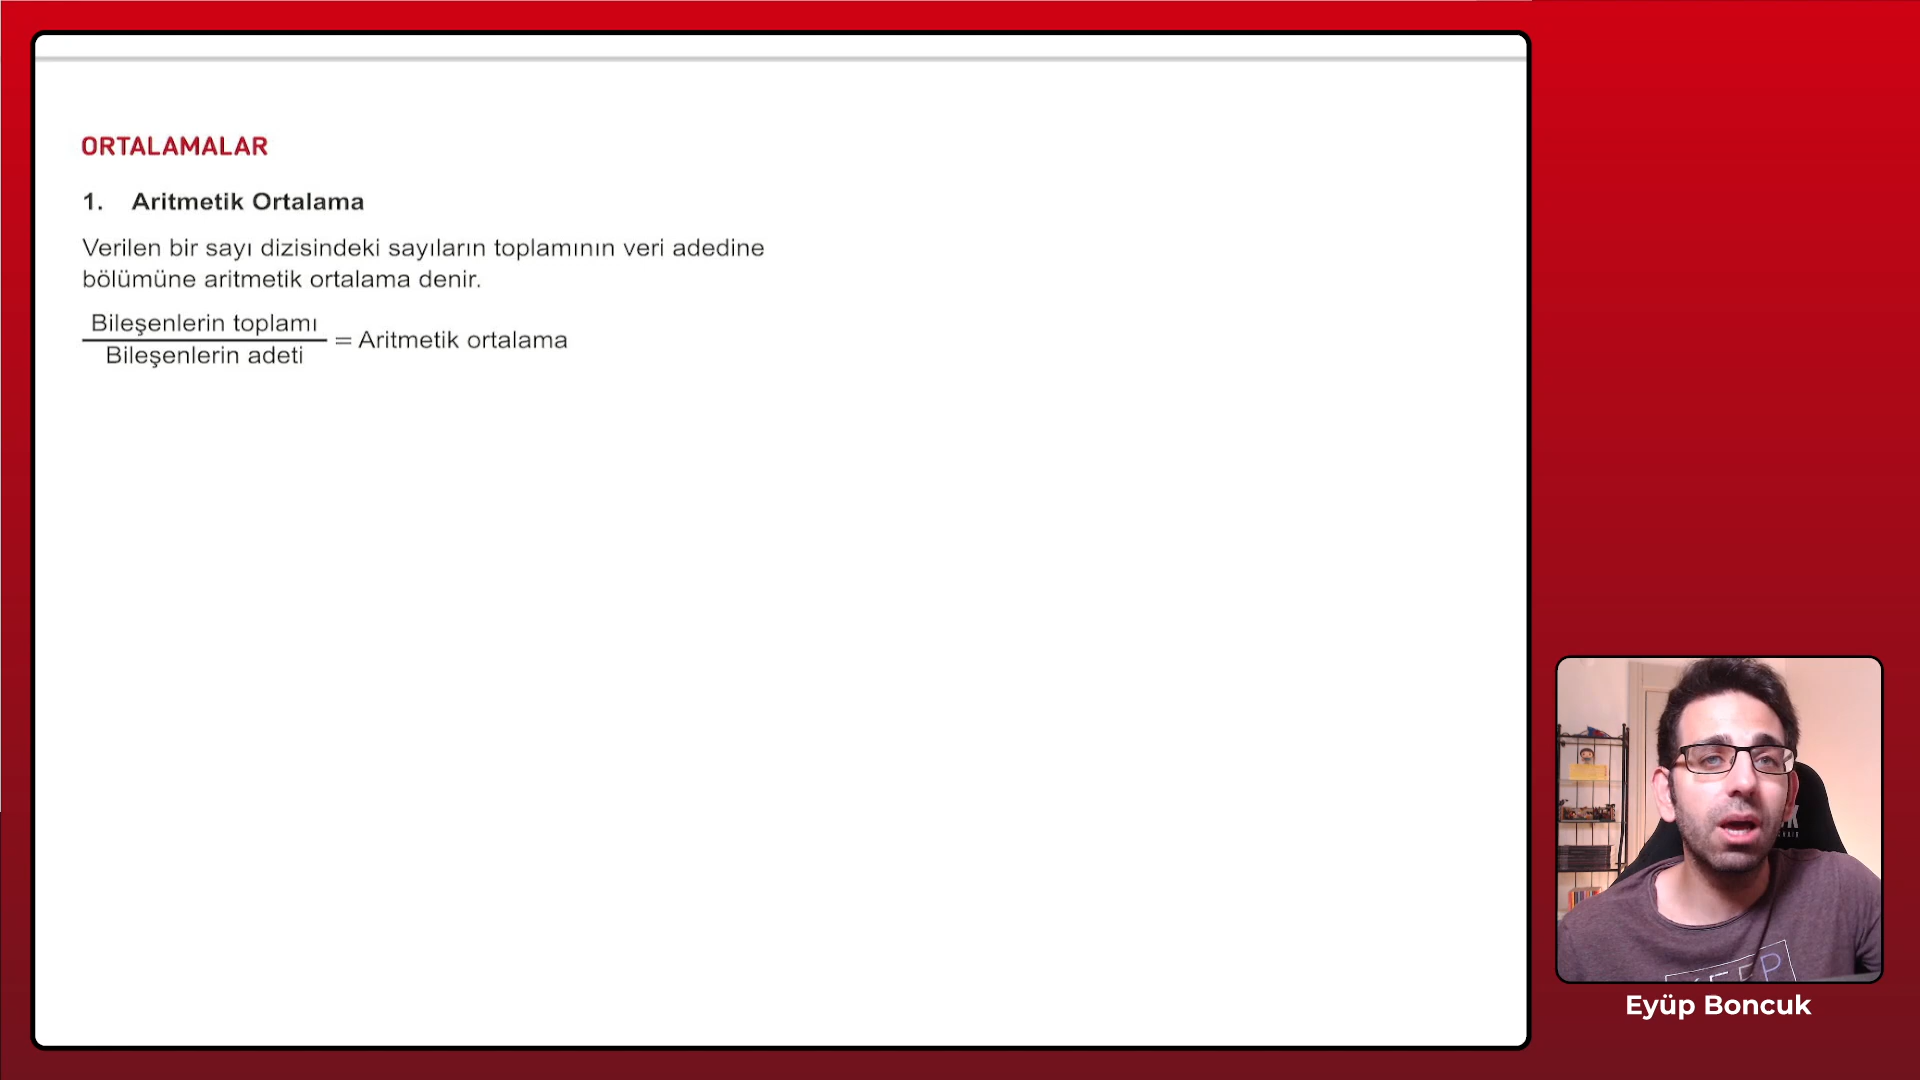 ORTALAMALAR
1. Aritmetik Ortalama
Verilen bir sayı dizisindeki sayıların toplamının veri adedine
bölümüne aritmetik ortalama denir.
Bileşenlerin toplamı
Bileşenlerin adeti
= Aritmetik ortalama
Eyüp Boncuk